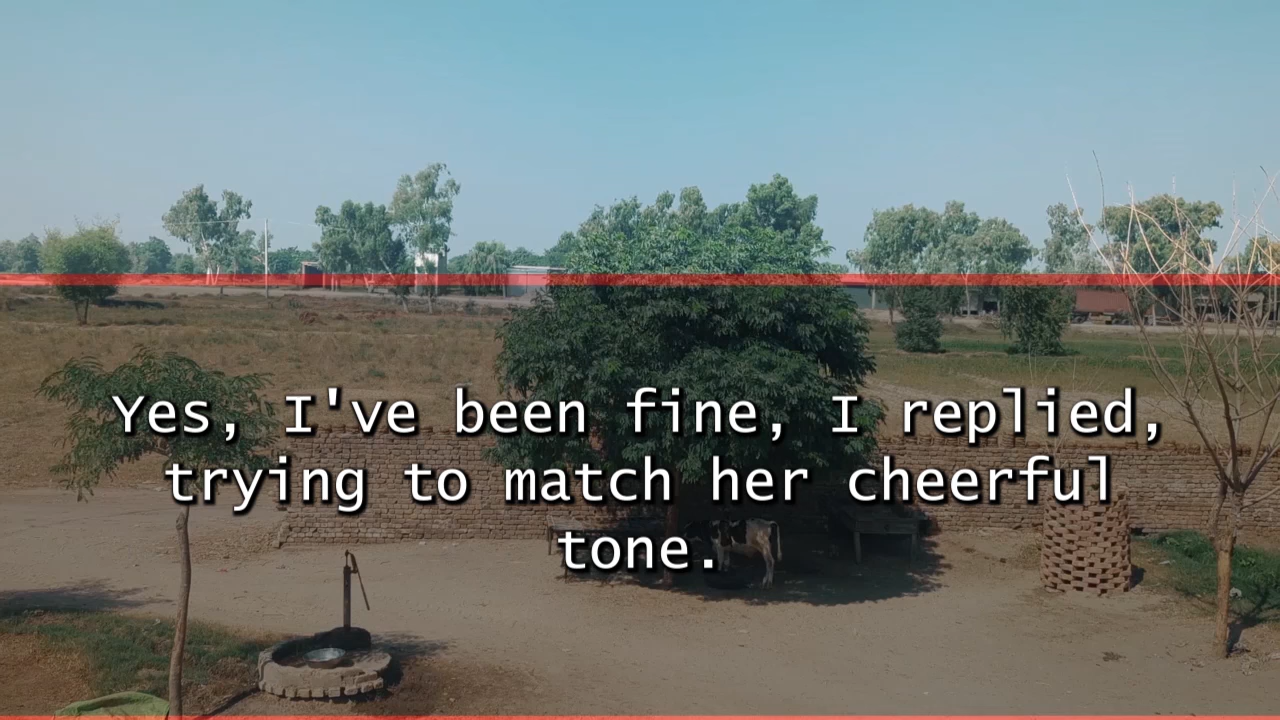 Yes, I've been fine, I replied,
trying to match her cheerful
tone.